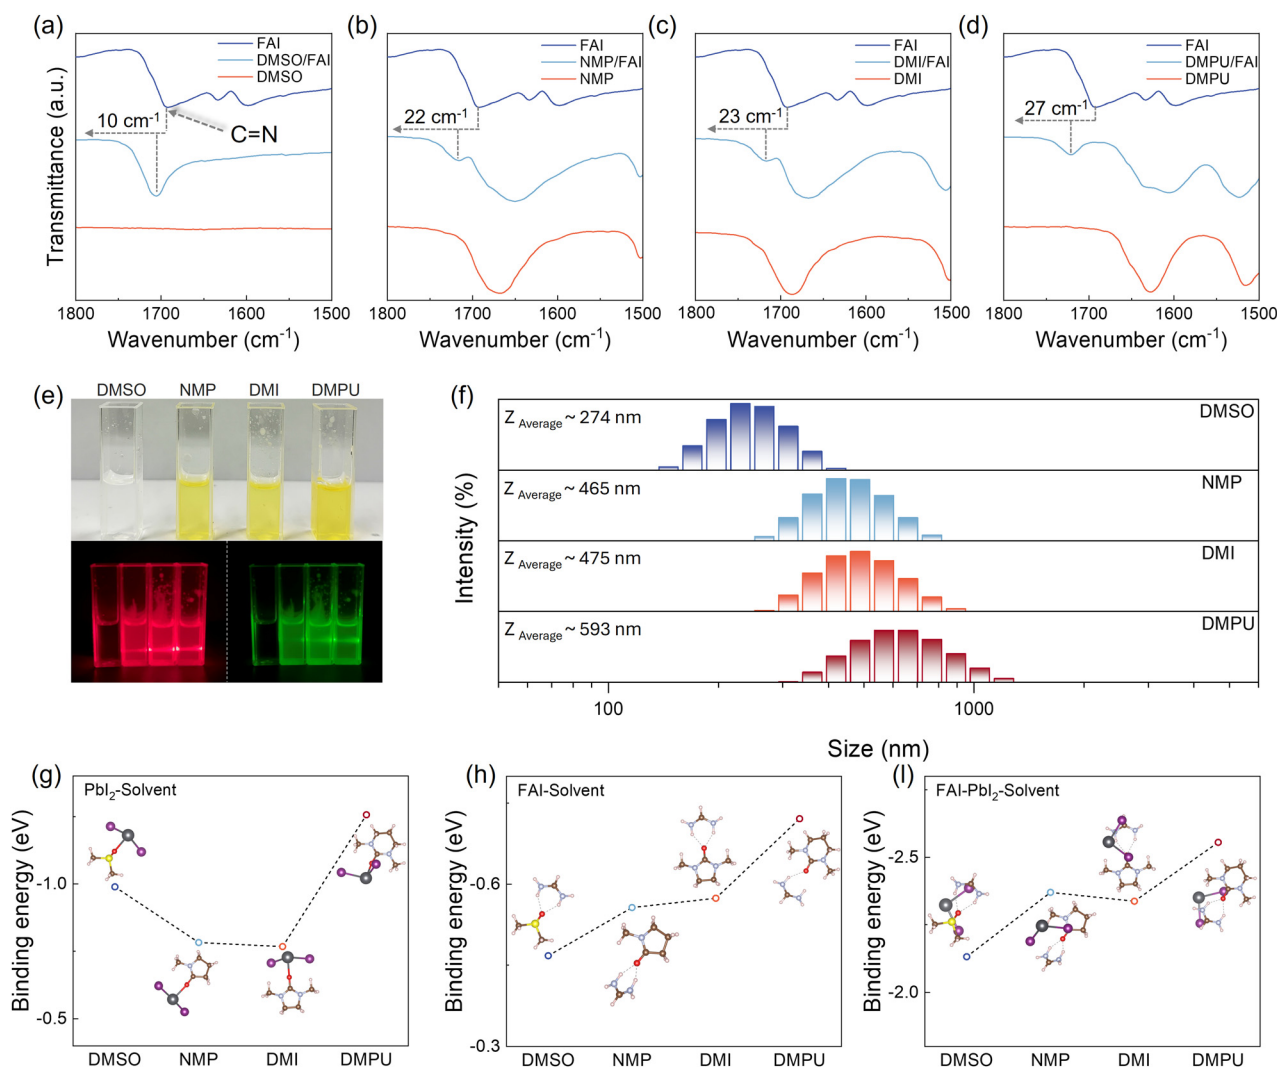 (a)
Transmittance (a.u.)
FAI
DMSO/FAI
DMSO
10 cm⁻¹
C=N
1800 1700 1600 1500
Wavenumber (cm⁻¹)
(b)
FAI
NMP/FAI
NMP
22 cm⁻¹
1800 1700 1600 1500
Wavenumber (cm⁻¹)
(c)
FAI
DMI/FAI
DMI
23 cm⁻¹
1800 1700 1600 1500
Wavenumber (cm⁻¹)
(d)
FAI
DMPU/FAI
DMPU
27 cm⁻¹
1800 1700 1600 1500
Wavenumber (cm⁻¹)
(e)
DMSO NMP DMI DMPU
(f)
Intensity (%)
Z Average ~ 274 nm DMSO
Z Average ~ 465 nm NMP
Z Average ~ 475 nm DMI
Z Average ~ 593 nm DMPU
100 1000
Size (nm)
(g)
PbI₂-Solvent
Binding energy (eV)
-1.0
-0.5
DMSO NMP DMI DMPU
(h)
FAI-Solvent
Binding energy (eV)
-0.6
-0.3
DMSO NMP DMI DMPU
(I)
FAI-PbI₂-Solvent
Binding energy (eV)
-2.5
-2.0
DMSO NMP DMI DMPU